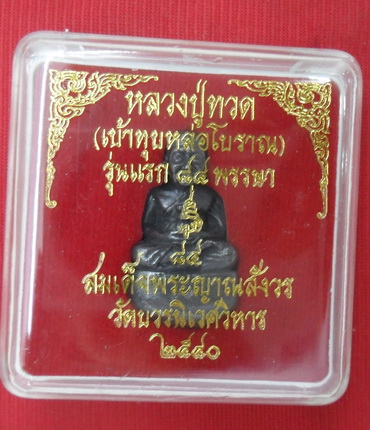 หลวงปู่ทวด
(เบ้าทุบหล่อโบราณ)
รุ่นแรก ๘๔ พรรษา
๘๔
สมเด็จพระญาณสังวร
วัดบวรนิเวศวิหาร
๒๕๔๐